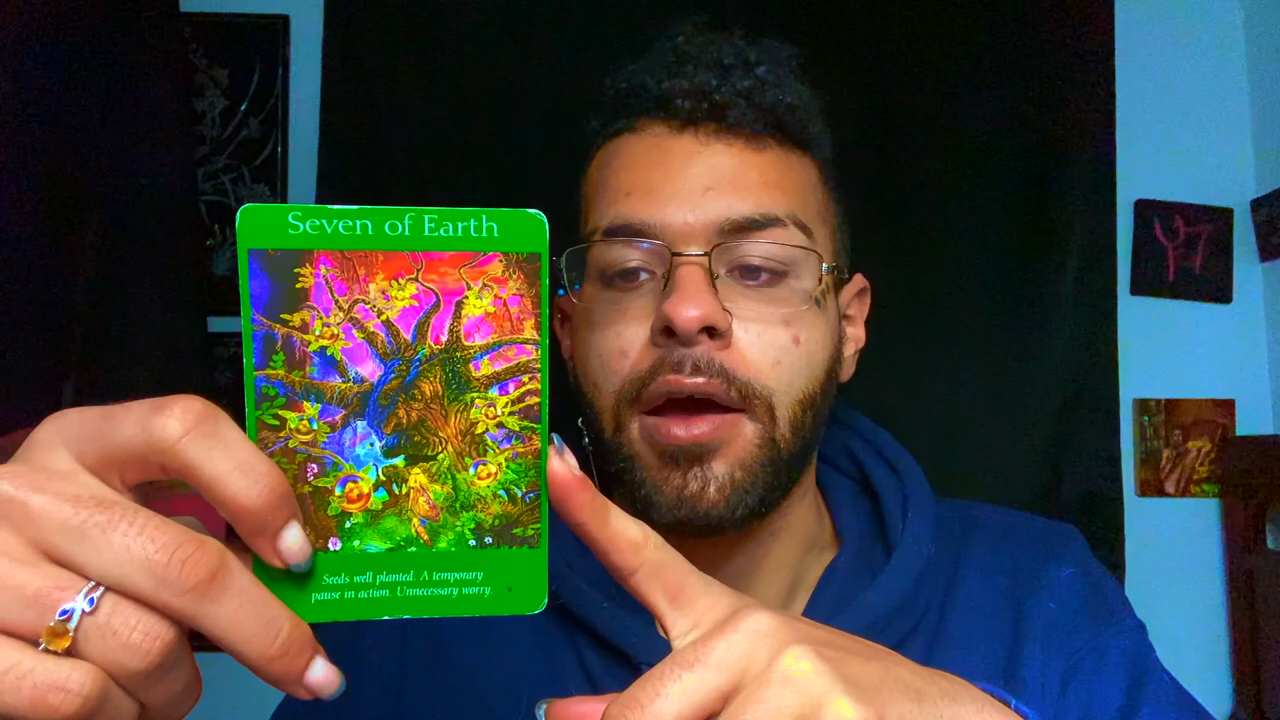 Seven of Earth
Seeds well planted. A temporary
pause in action. Unnecessary worry.